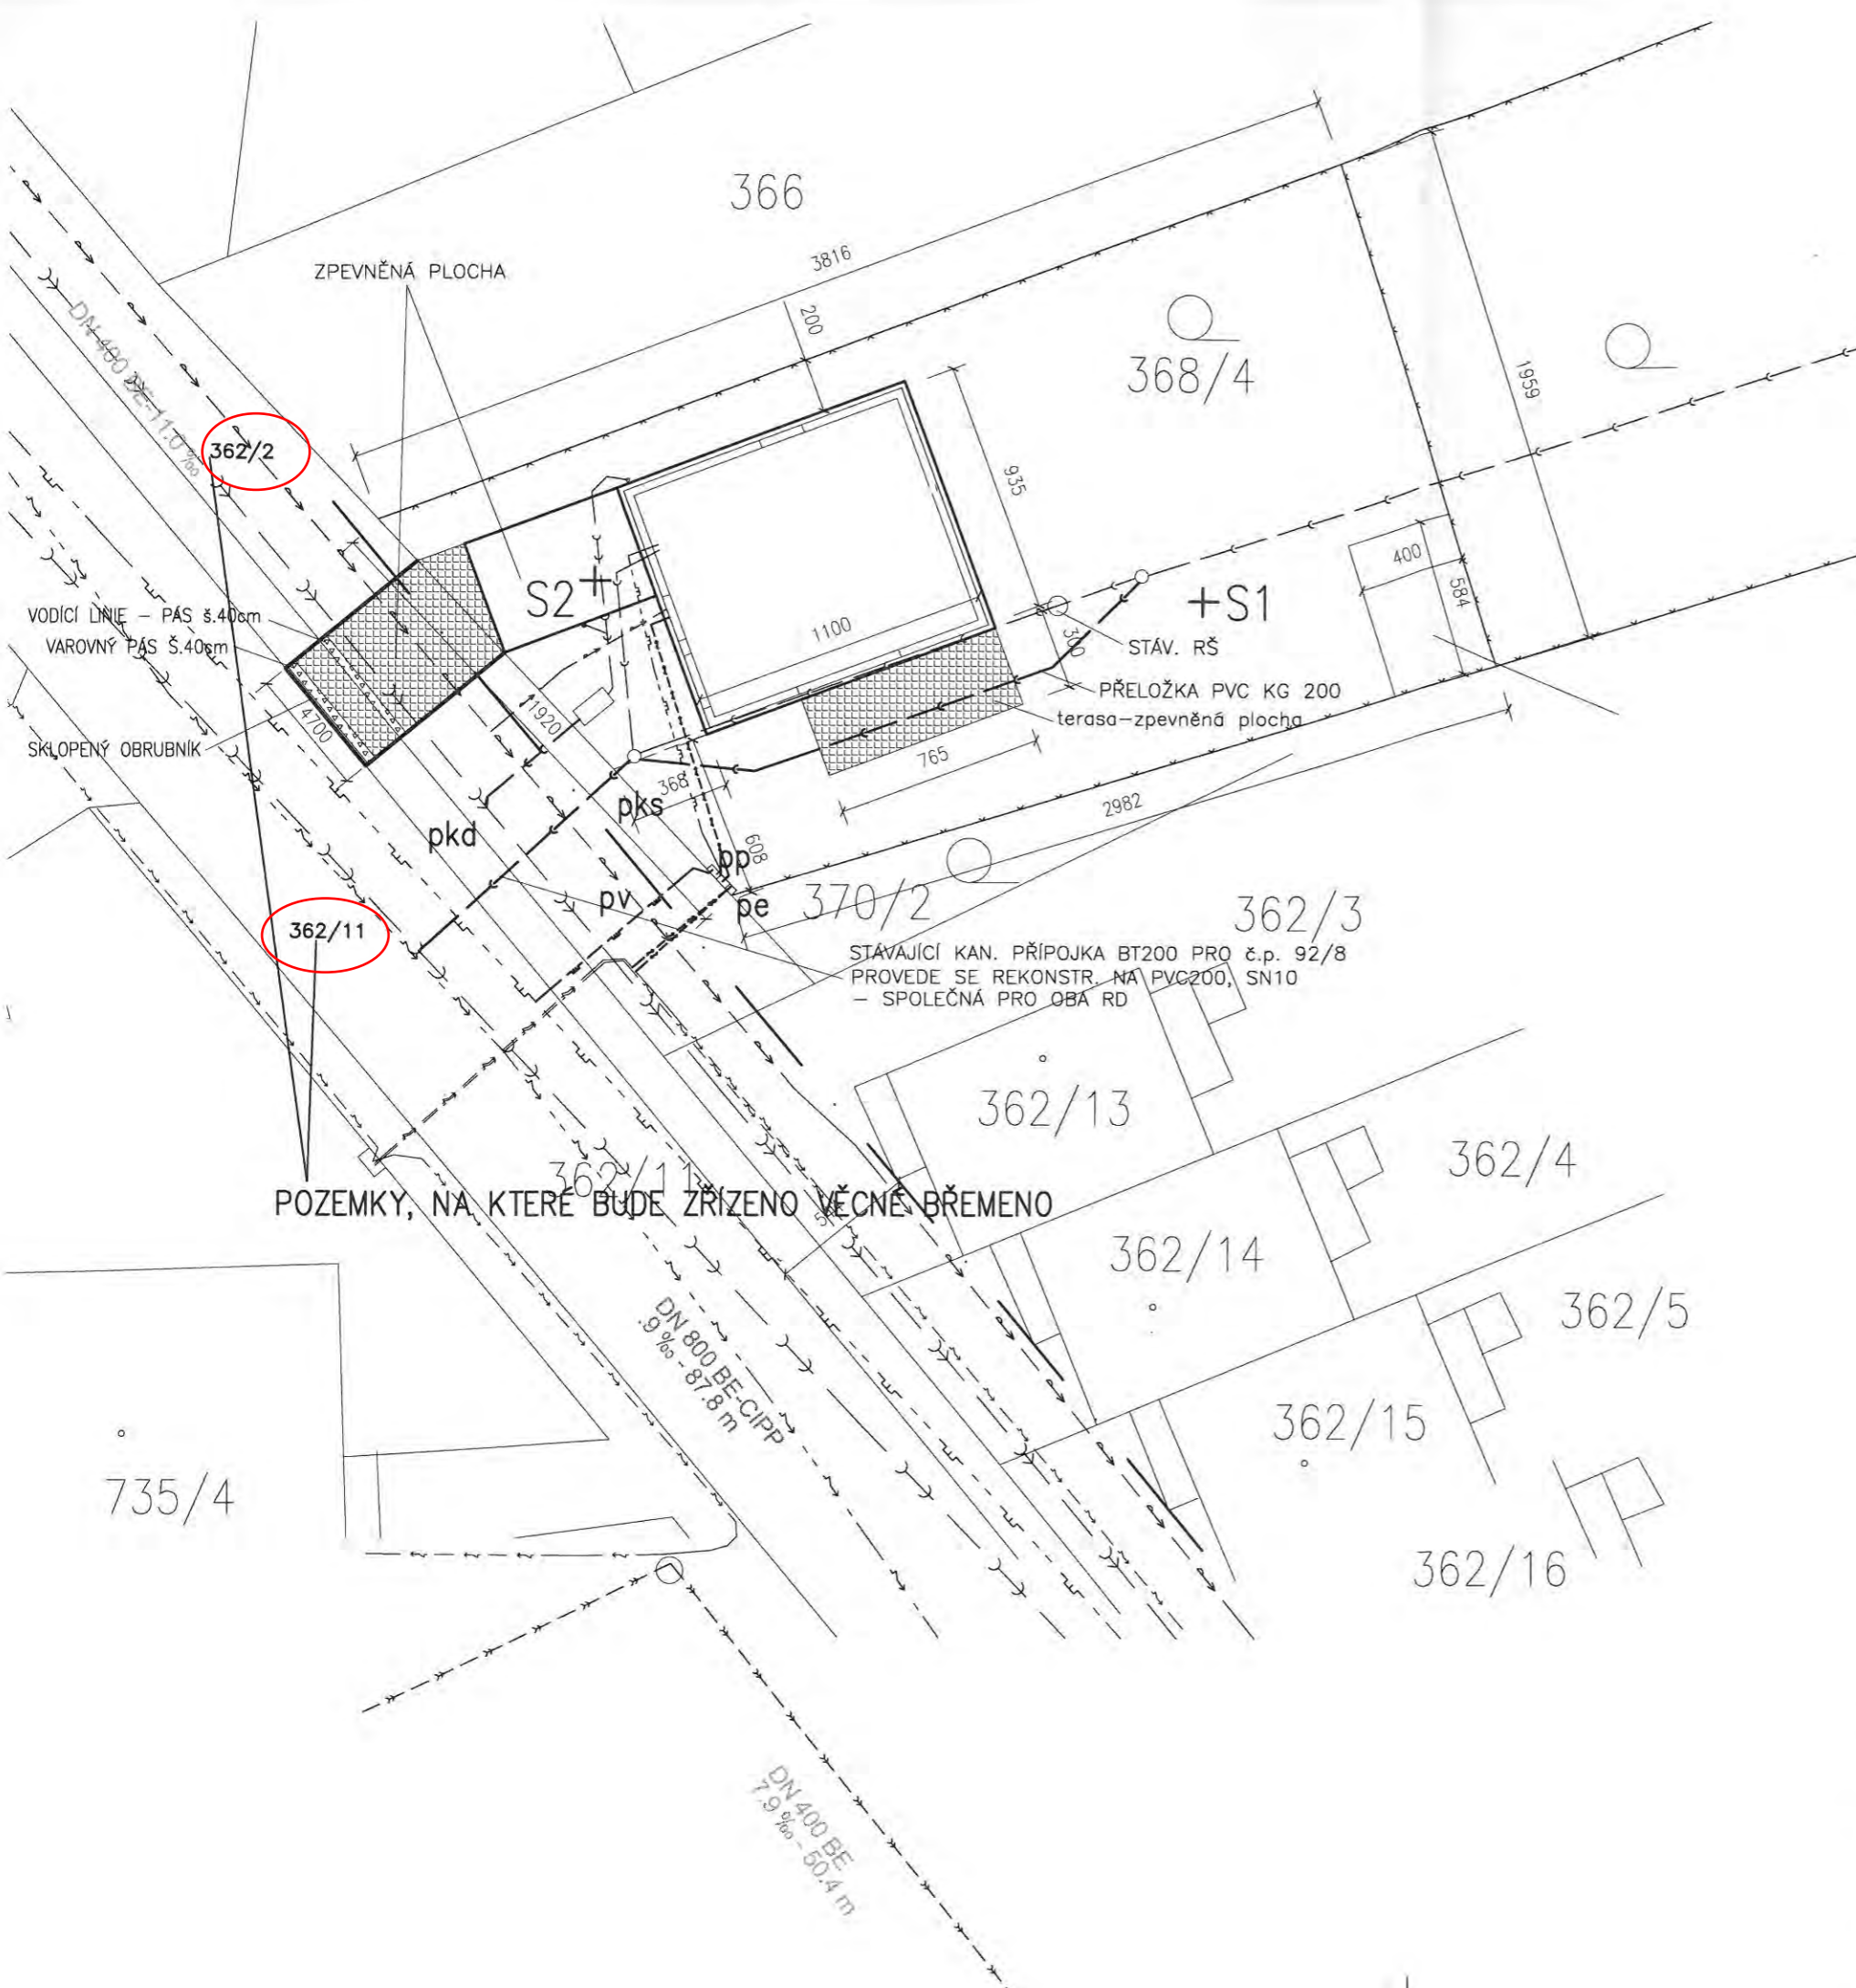 366
3816
ZPEVNĚNÁ PLOCHA
200
368/4
1959
DN 400 BE-11.0 ‰
362/2
935
400
584
S2
+S1
VODÍCÍ LINIE – PÁS š.40cm
VAROVNÝ PÁS Š.40cm
1100
300
STÁV. RŠ
PŘELOŽKA PVC KG 200
terasa–zpevněná plocha
4700
11920
SKLOPENÝ OBRUBNÍK
765
368
2982
pks
pkd
608
pp
pv
pe
370/2
362/3
362/11
STÁVAJÍCÍ KAN. PŘÍPOJKA BT200 PRO č.p. 92/8
PROVEDE SE REKONSTR. NA PVC200, SN10
– SPOLEČNÁ PRO OBA RD
362/13
362/4
362/11
POZEMKY, NA KTERÉ BUDE ZŘÍZENO VĚCNÉ BŘEMENO
362/14
362/5
DN 800 BE-CIPP
.9 ‰ - 87.8 m
362/15
735/4
362/16
DN 400 BE
7.9 ‰ - 50.4 m